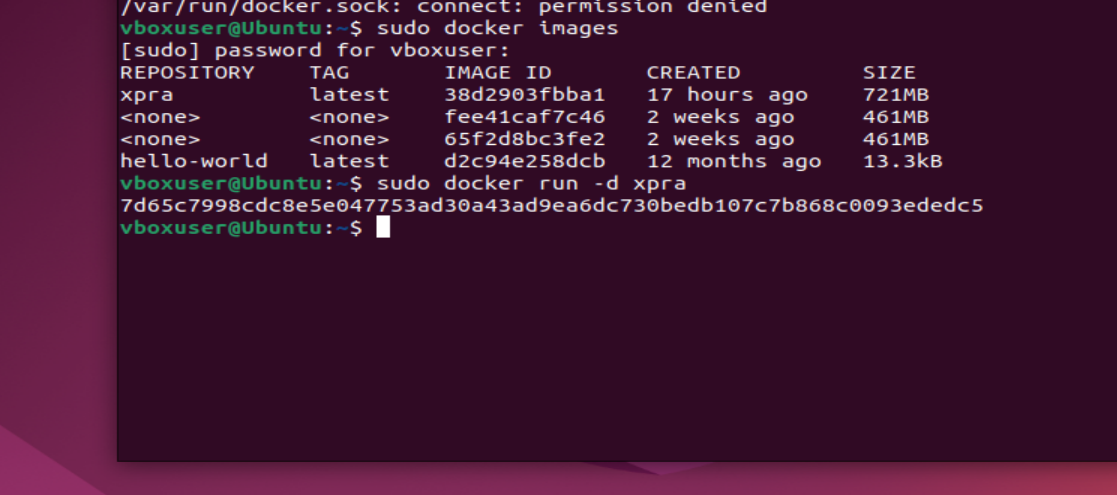 /var/run/docker.sock: connect: permission denied
vboxuser@Ubuntu:~$ sudo docker images
[sudo] password for vboxuser:
REPOSITORY    TAG       IMAGE ID       CREATED         SIZE
xpra          latest    38d2903fbba1   17 hours ago    721MB
<none>        <none>    fee41caf7c46   2 weeks ago     461MB
<none>        <none>    65f2d8bc3fe2   2 weeks ago     461MB
hello-world   latest    d2c94e258dcb   12 months ago   13.3kB
vboxuser@Ubuntu:~$ sudo docker run -d xpra
7d65c7998cdc8e5e047753ad30a43ad9ea6dc730bedb107c7b868c0093ededc5
vboxuser@Ubuntu:~$